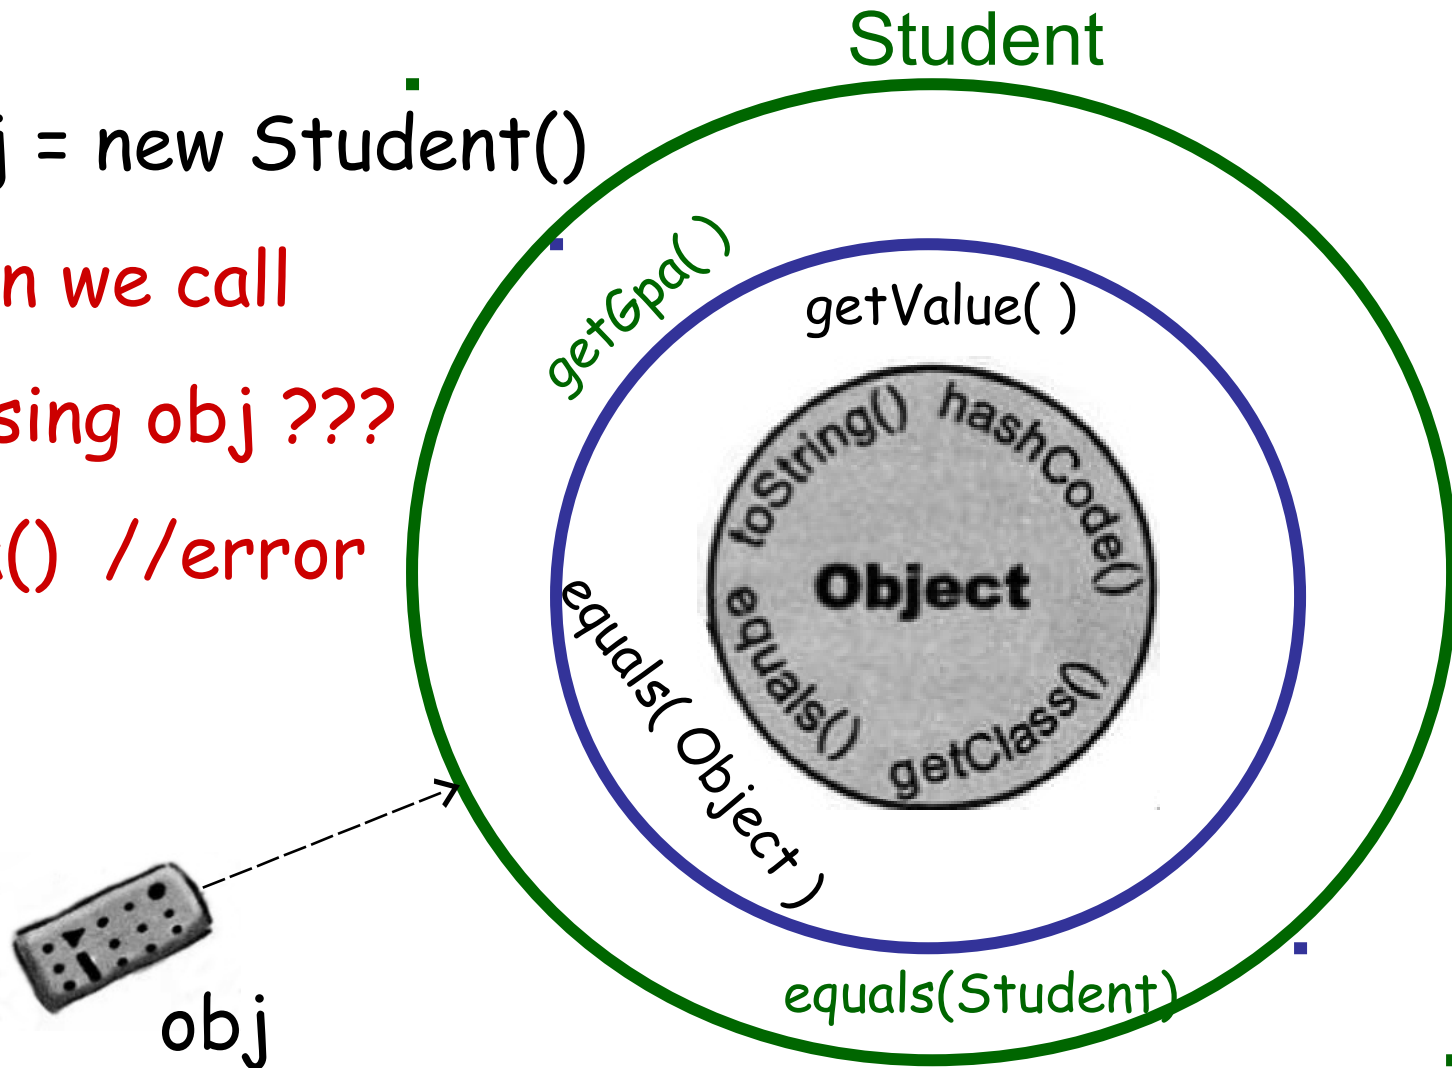 Student
j = new Student()
n we call
sing obj ???
() //error
getGpa( )
getValue( )
toString()
hashCode()
Object
equals()
getClass()
equals( Object )
equals(Student)
obj